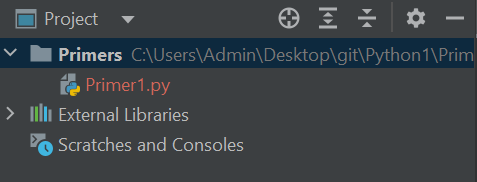 Project
Primers C:\Users\Admin\Desktop\git\Python1\Prim
Primer1.py
External Libraries
Scratches and Consoles